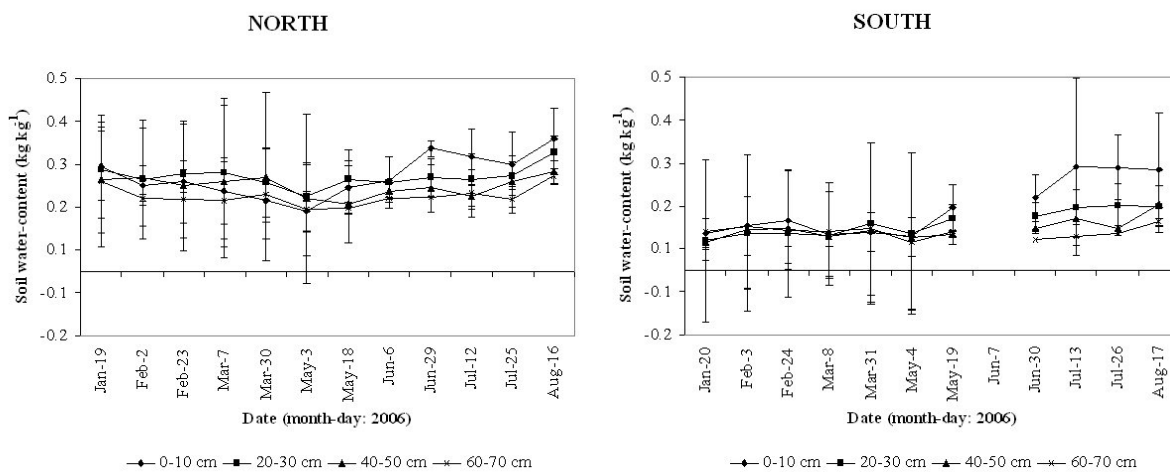 NORTH
Soil water-content (kg kg-1)
0.5
0.4
0.3
0.2
0.1
-0.1
-0.2
Jan-19
Feb-2
Feb-23
Mar-7
Mar-30
May-3
May-18
Jun-6
Jun-29
Jul-12
Jul-25
Aug-16
Date (month-day: 2006)
0-10 cm 20-30 cm 40-50 cm 60-70 cm
SOUTH
Soil water-content (kg kg-1)
0.5
0.4
0.3
0.2
0.1
-0.1
-0.2
Jan-20
Feb-3
Feb-24
Mar-8
Mar-31
May-4
May-19
Jun-7
Jun-30
Jul-13
Jul-26
Aug-17
Date (month-day: 2006)
0-10 cm 20-30 cm 40-50 cm 60-70 cm